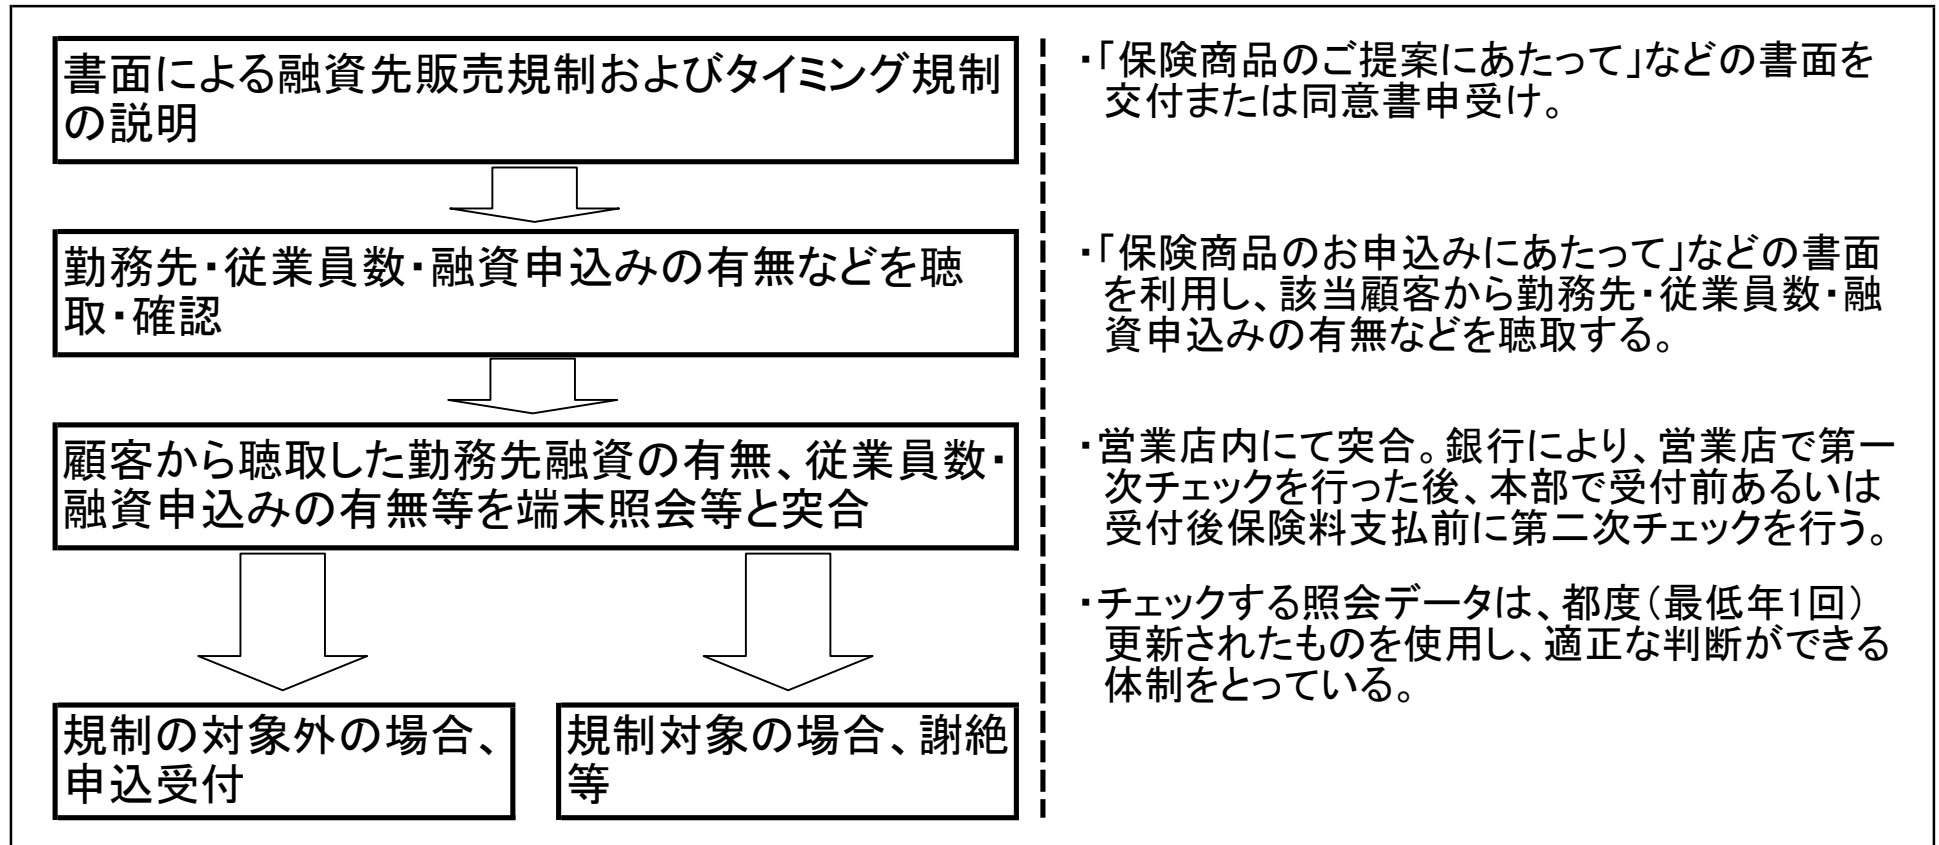 書面による融資先販売規制およびタイミング規制
の説明
勤務先・従業員数・融資申込みの有無などを聴
取・確認
顧客から聴取した勤務先融資の有無、従業員数・
融資申込みの有無等を端末照会等と突合
規制の対象外の場合、
申込受付
規制対象の場合、謝絶
等
・「保険商品のご提案にあたって」などの書面を
交付または同意書申受け。
・「保険商品のお申込みにあたって」などの書面
を利用し、該当顧客から勤務先・従業員数・融
資申込みの有無などを聴取する。
・営業店内にて突合。銀行により、営業店で第一
次チェックを行った後、本部で受付前あるいは
受付後保険料支払前に第二次チェックを行う。
・チェックする照会データは、都度（最低年1回）
更新されたものを使用し、適正な判断ができる
体制をとっている。